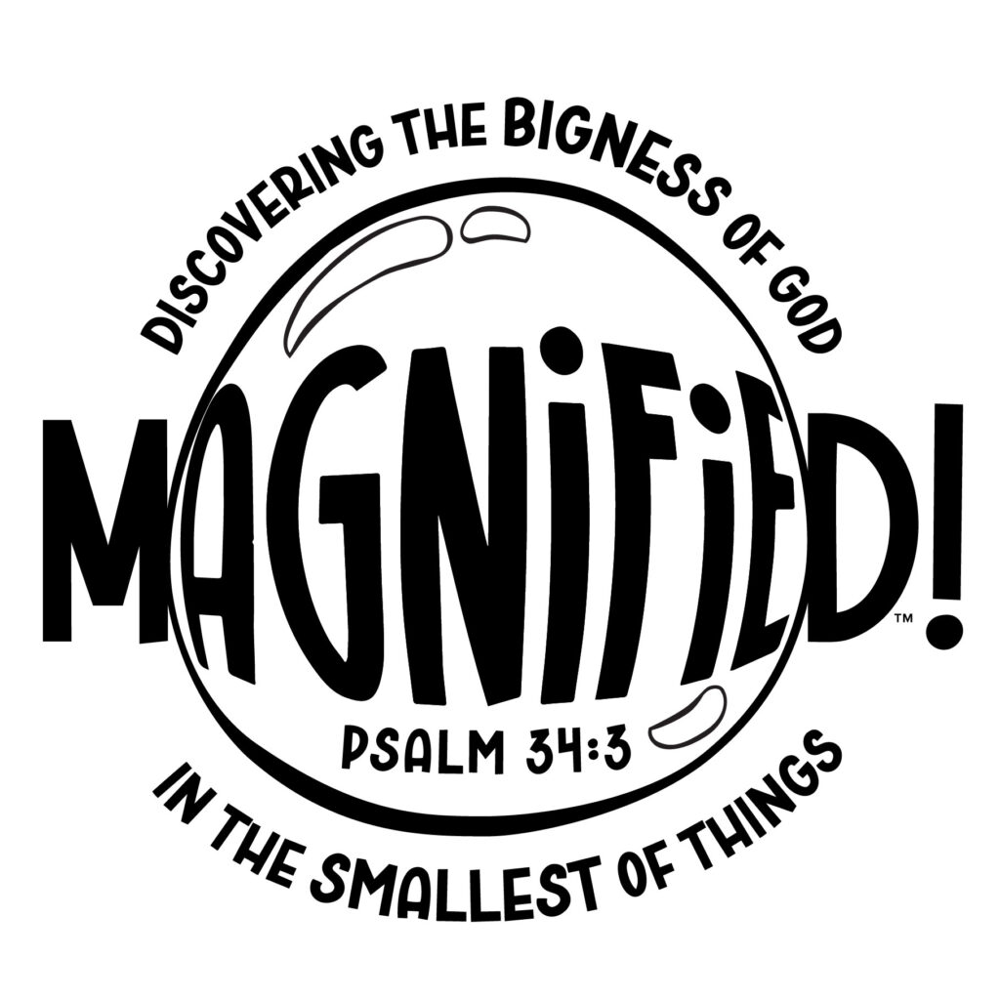 DISCOVERING THE BIGNESS OF GOD
MAGNiFiED!™
PSALM 34:3
IN THE SMALLEST OF THINGS